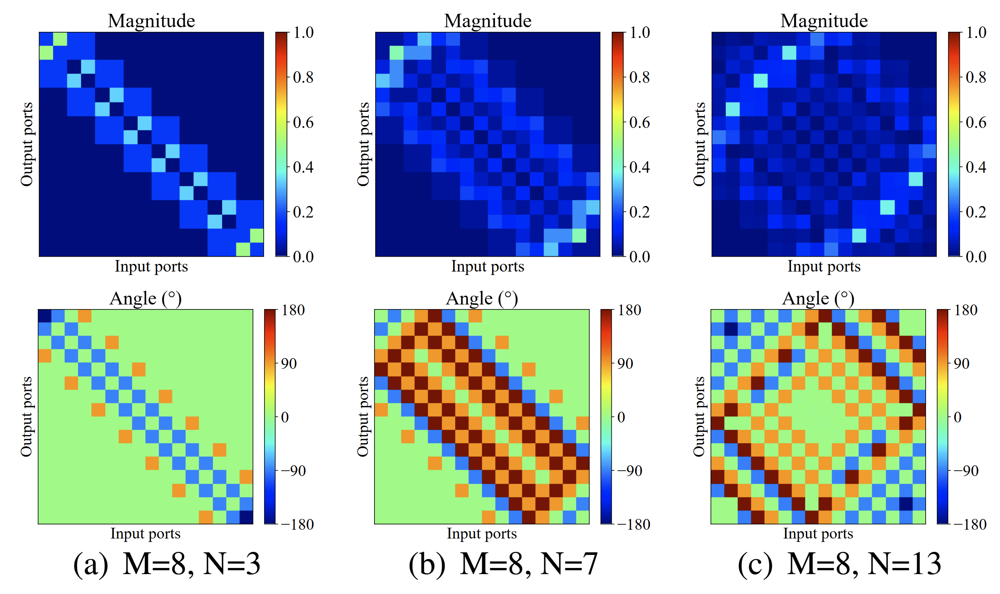 Magnitude
Output ports
Input ports
1.0
0.8
0.6
0.4
0.2
0.0
Magnitude
Output ports
Input ports
1.0
0.8
0.6
0.4
0.2
0.0
Magnitude
Output ports
Input ports
1.0
0.8
0.6
0.4
0.2
0.0
Angle (°)
Output ports
Input ports
180
90
0
−90
−180
Angle (°)
Output ports
Input ports
180
90
0
−90
−180
Angle (°)
Output ports
Input ports
180
90
0
−90
−180
(a) M=8, N=3
(b) M=8, N=7
(c) M=8, N=13